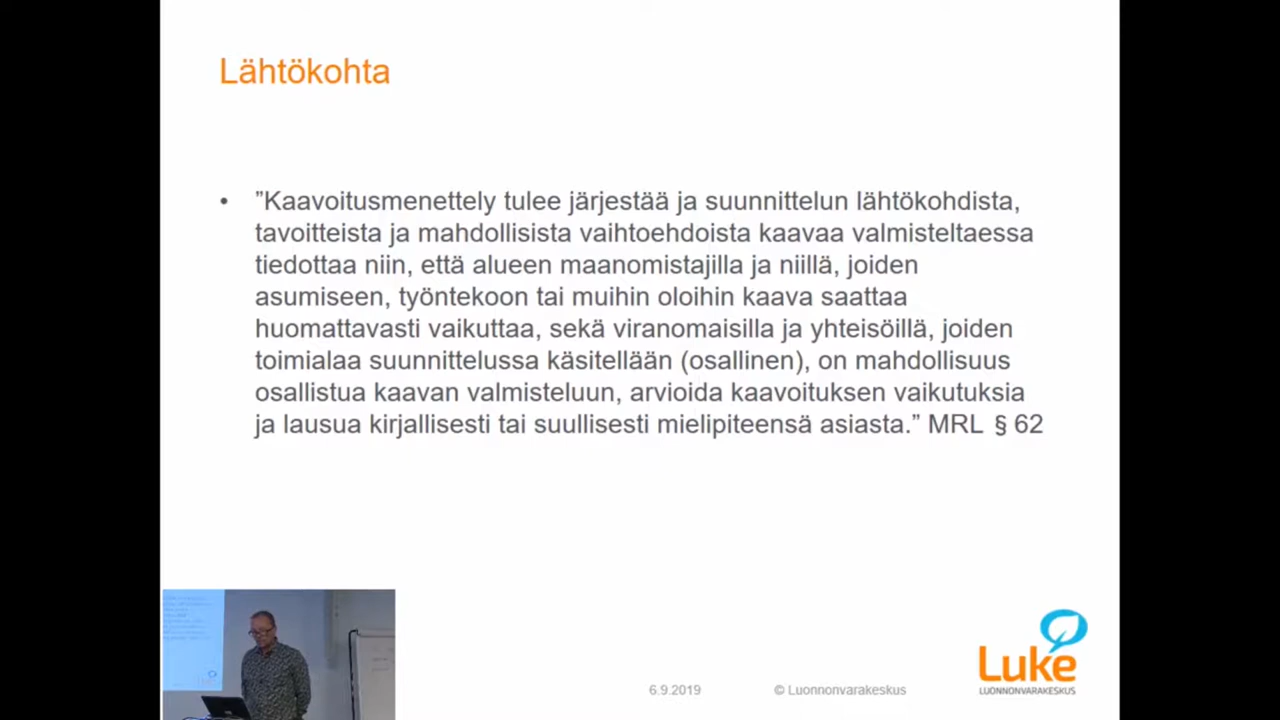 Lähtökohta
• ”Kaavoitusmenettely tulee järjestää ja suunnittelun lähtökohdista,
tavoitteista ja mahdollisista vaihtoehdoista kaavaa valmisteltaessa
tiedottaa niin, että alueen maanomistajilla ja niillä, joiden
asumiseen, työntekoon tai muihin oloihin kaava saattaa
huomattavasti vaikuttaa, sekä viranomaisilla ja yhteisöillä, joiden
toimialaa suunnittelussa käsitellään (osallinen), on mahdollisuus
osallistua kaavan valmisteluun, arvioida kaavoituksen vaikutuksia
ja lausua kirjallisesti tai suullisesti mielipiteensä asiasta.” MRL § 62
6.9.2019
© Luonnonvarakeskus
Luke
LUONNONVARAKESKUS